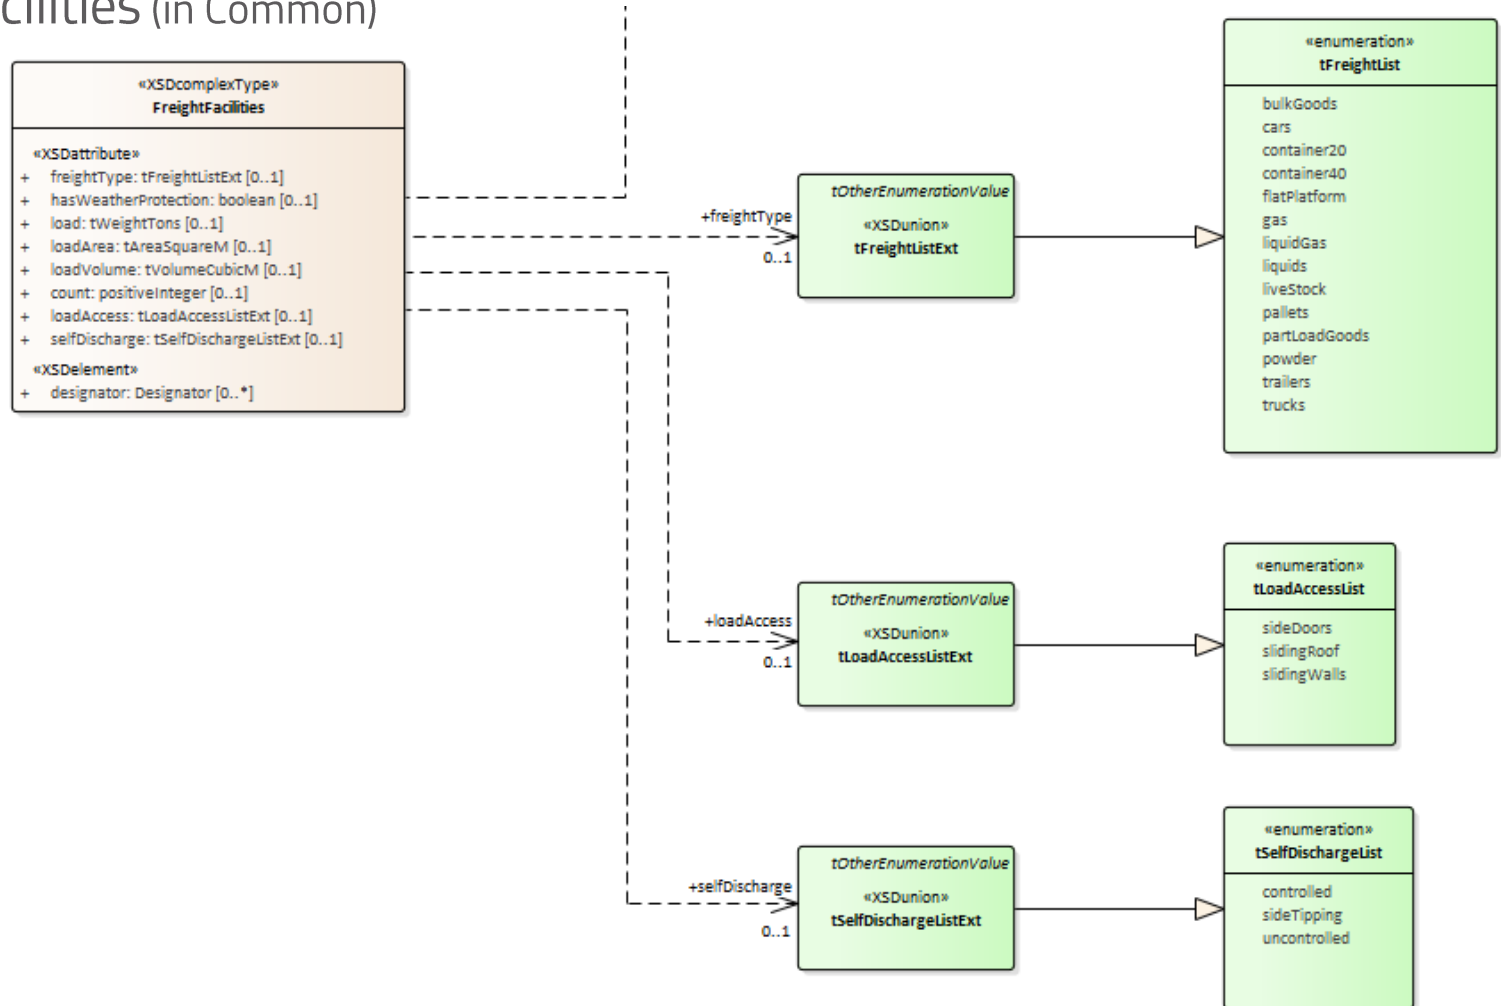 cilities (in Common)
«XSDcomplexType»
FreightFacilities
«XSDattribute»
+ freightType: tFreightListExt [0..1]
+ hasWeatherProtection: boolean [0..1]
+ load: tWeightTons [0..1]
+ loadArea: tAreaSquareM [0..1]
+ loadVolume: tVolumeCubicM [0..1]
+ count: positiveInteger [0..1]
+ loadAccess: tLoadAccessListExt [0..1]
+ selfDischarge: tSelfDischargeListExt [0..1]
«XSDelement»
+ designator: Designator [0..*]
+freightType
0..1
tOtherEnumerationValue
«XSDunion»
tFreightListExt
«enumeration»
tFreightList
bulkGoods
cars
container20
container40
flatPlatform
gas
liquidGas
liquids
liveStock
pallets
partLoadGoods
powder
trailers
trucks
+loadAccess
0..1
tOtherEnumerationValue
«XSDunion»
tLoadAccessListExt
«enumeration»
tLoadAccessList
sideDoors
slidingRoof
slidingWalls
+selfDischarge
0..1
tOtherEnumerationValue
«XSDunion»
tSelfDischargeListExt
«enumeration»
tSelfDischargeList
controlled
sideTipping
uncontrolled